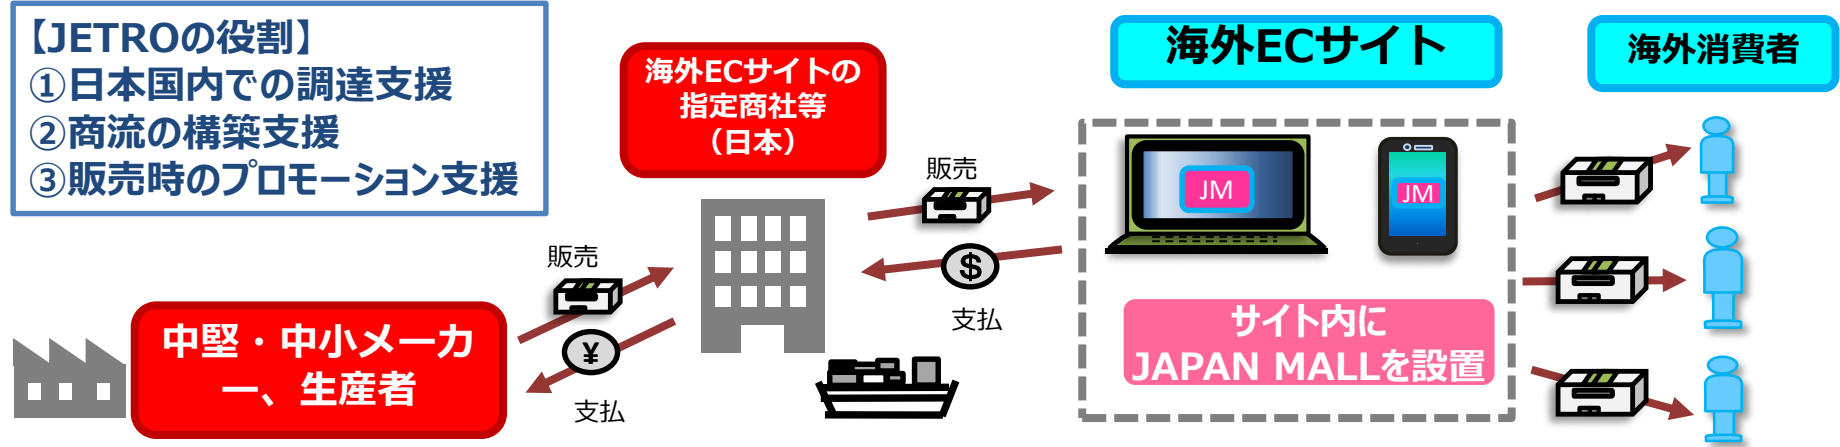 【JETROの役割】
①日本国内での調達支援
②商流の構築支援
③販売時のプロモーション支援
海外ECサイトの
指定商社等
（日本）
海外ECサイト
海外消費者
販売
$
支払
販売
¥
支払
中堅・中小メーカ
ー、生産者
JM
JM
サイト内に
JAPAN MALLを設置